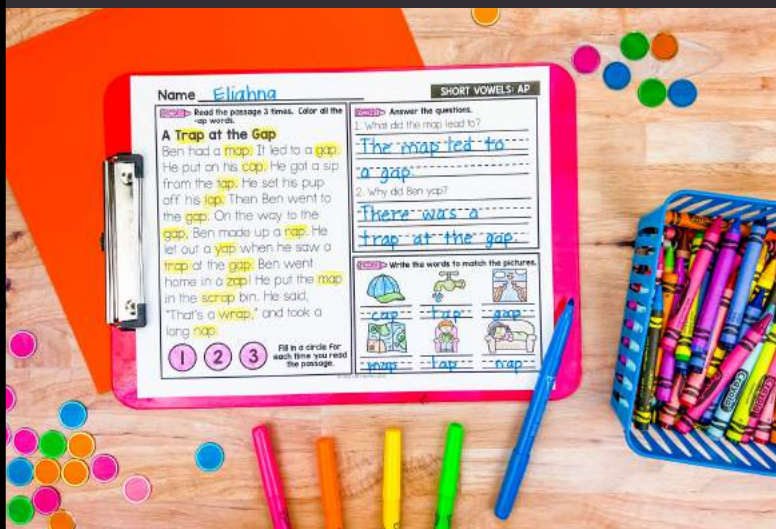 Name Eliahna
SHORT VOWELS: AP
Read the passage 3 times. Color all the
-ap words.
A Trap at the Gap
Ben had a map. It led to a gap.
He put on his cap. He got a sip
from the tap. He set his pup
off his lap. Then Ben went to
the gap. On the way to the
gap, Ben made up a rap. He
let out a yap when he saw a
trap at the gap. Ben went
home in a zap! He put the map
in the scrap bin. He said,
"That's a wrap," and took a
long nap.
1 2 3
Fill in a circle for
each time you read
the passage.
Answer the questions.
1. What did the map lead to?
The map led to
a gap.
2. Why did Ben yap?
There was a
trap at the gap.
Write the words to match the pictures.
cap tap gap
map lap nap
Crayola